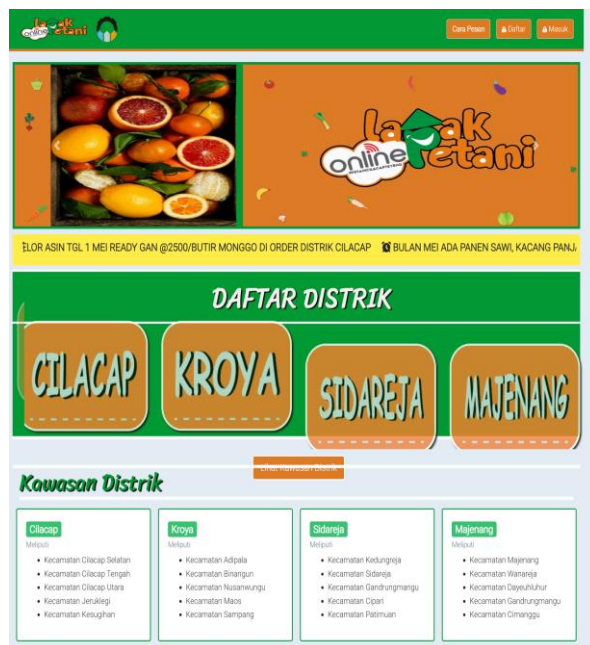 Lapak
online Petani
Cara Pesan
Daftar
Masuk
Lapak
online Petani
ELOR ASIN TGL 1 MEI READY GAN @2500/BUTIR MONGGO DI ORDER DISTRIK CILACAP BULAN MEI ADA PANEN SAWI, KACANG PANJA
DAFTAR DISTRIK
CILACAP
KROYA
SIDAREJA
MAJENANG
Lihat Kawasan Distrik
Kawasan Distrik
Cilacap
Meliputi
Kecamatan Cilacap Selatan
Kecamatan Cilacap Tengah
Kecamatan Cilacap Utara
Kecamatan Jeruklegi
Kecamatan Kesugihan
Kroya
Meliputi
Kecamatan Adipala
Kecamatan Binangun
Kecamatan Nusawungu
Kecamatan Maos
Kecamatan Sampang
Sidareja
Meliputi
Kecamatan Kedungreja
Kecamatan Sidareja
Kecamatan Gandrungmangu
Kecamatan Cipari
Kecamatan Patimuan
Majenang
Meliputi
Kecamatan Majenang
Kecamatan Wanareja
Kecamatan Dayeuhluhur
Kecamatan Gandrungmangu
Kecamatan Cimanggu